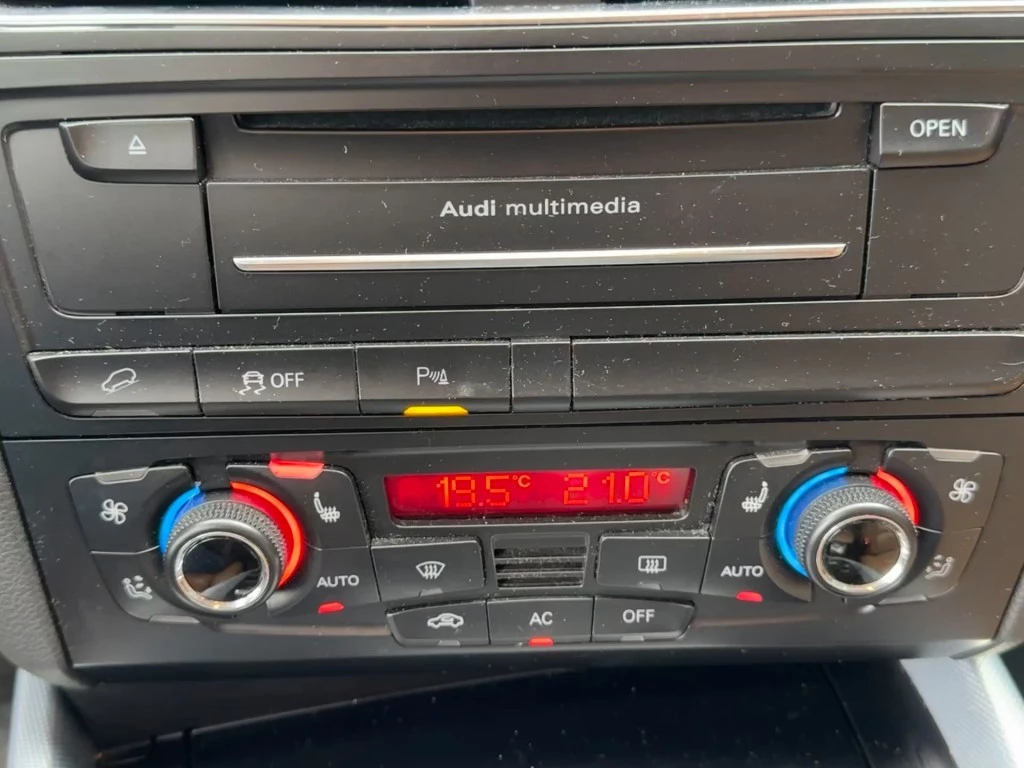 OPEN
Audi multimedia
OFF P
19.5°C 21.0°C
AUTO AUTO
AC OFF